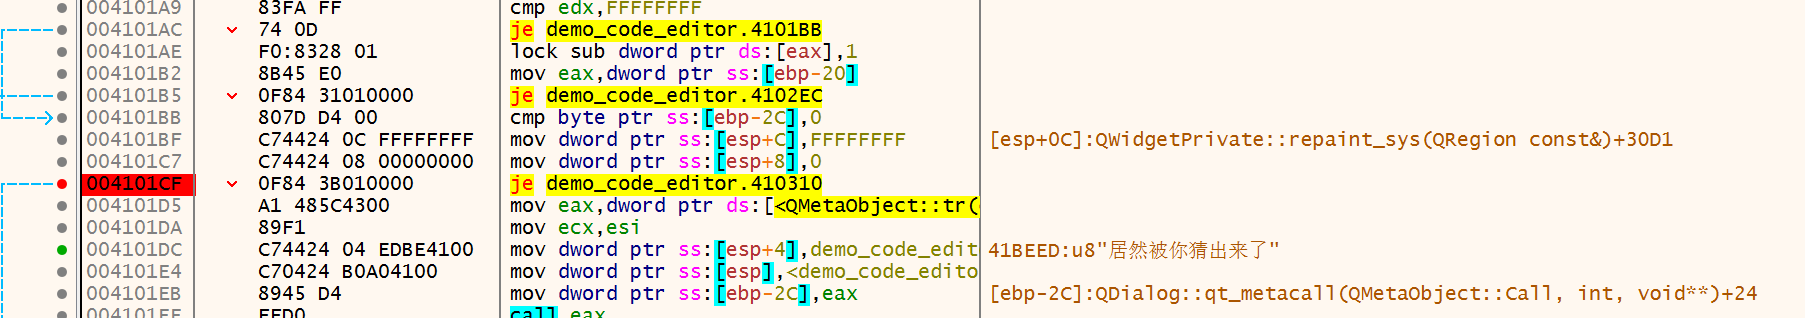 004101A9 83FA FF cmp edx,FFFFFFFF
004101AC 74 0D je demo_code_editor.4101BB
004101AE F0:8328 01 lock sub dword ptr ds:[eax],1
004101B2 8B45 E0 mov eax,dword ptr ss:[ebp-20]
004101B5 0F84 31010000 je demo_code_editor.4102EC
004101BB 807D D4 00 cmp byte ptr ss:[ebp-2C],0
004101BF C74424 0C FFFFFFFF mov dword ptr ss:[esp+C],FFFFFFFF [esp+0C]:QWidgetPrivate::repaint_sys(QRegion const&)+30D1
004101C7 C74424 08 00000000 mov dword ptr ss:[esp+8],0
004101CF 0F84 3B010000 je demo_code_editor.410310
004101D5 A1 485C4300 mov eax,dword ptr ds:[<QMetaObject::tr(
004101DA 89F1 mov ecx,esi
004101DC C74424 04 EDBE4100 mov dword ptr ss:[esp+4],demo_code_edit 41BEED:u8"居然被你猜出来了"
004101E4 C70424 B0A04100 mov dword ptr ss:[esp],<demo_code_edito
004101EB 8945 D4 mov dword ptr ss:[ebp-2C],eax [ebp-2C]:QDialog::qt_metacall(QMetaObject::Call, int, void**)+24
004101EE FFD0 call eax